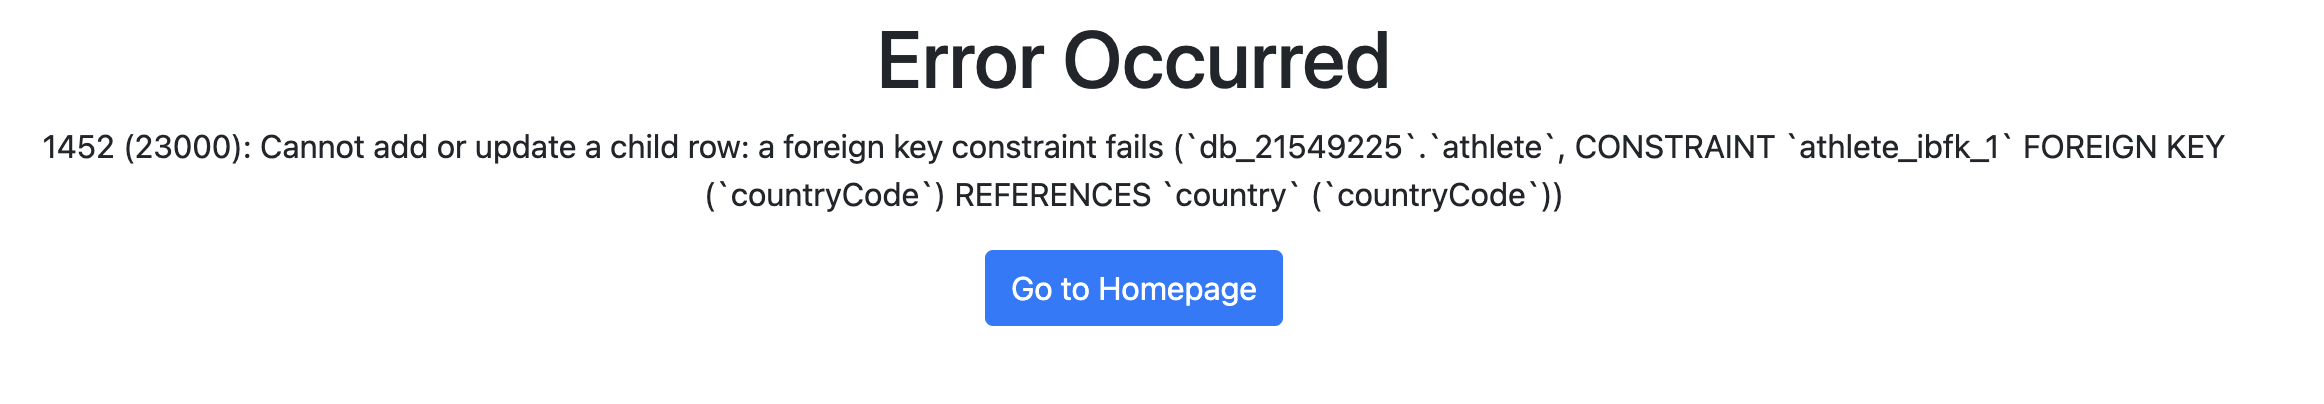 Error Occurred
1452 (23000): Cannot add or update a child row: a foreign key constraint fails (`db_21549225`.`athlete`, CONSTRAINT `athlete_ibfk_1` FOREIGN KEY
(`countryCode`) REFERENCES `country` (`countryCode`))
Go to Homepage